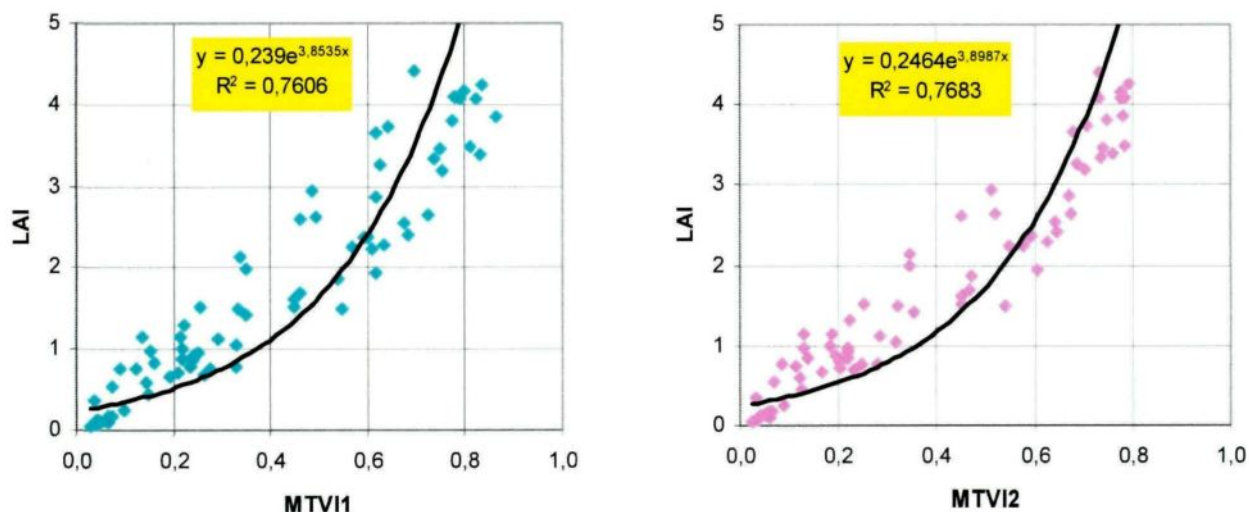 5
4
3
2
1
0
LAI
y = 0,239e^3,8535x
R² = 0,7606
0,0 0,2 0,4 0,6 0,8 1,0
MTVI1
5
4
3
2
1
0
LAI
y = 0,2464e^3,8987x
R² = 0,7683
0,0 0,2 0,4 0,6 0,8 1,0
MTVI2